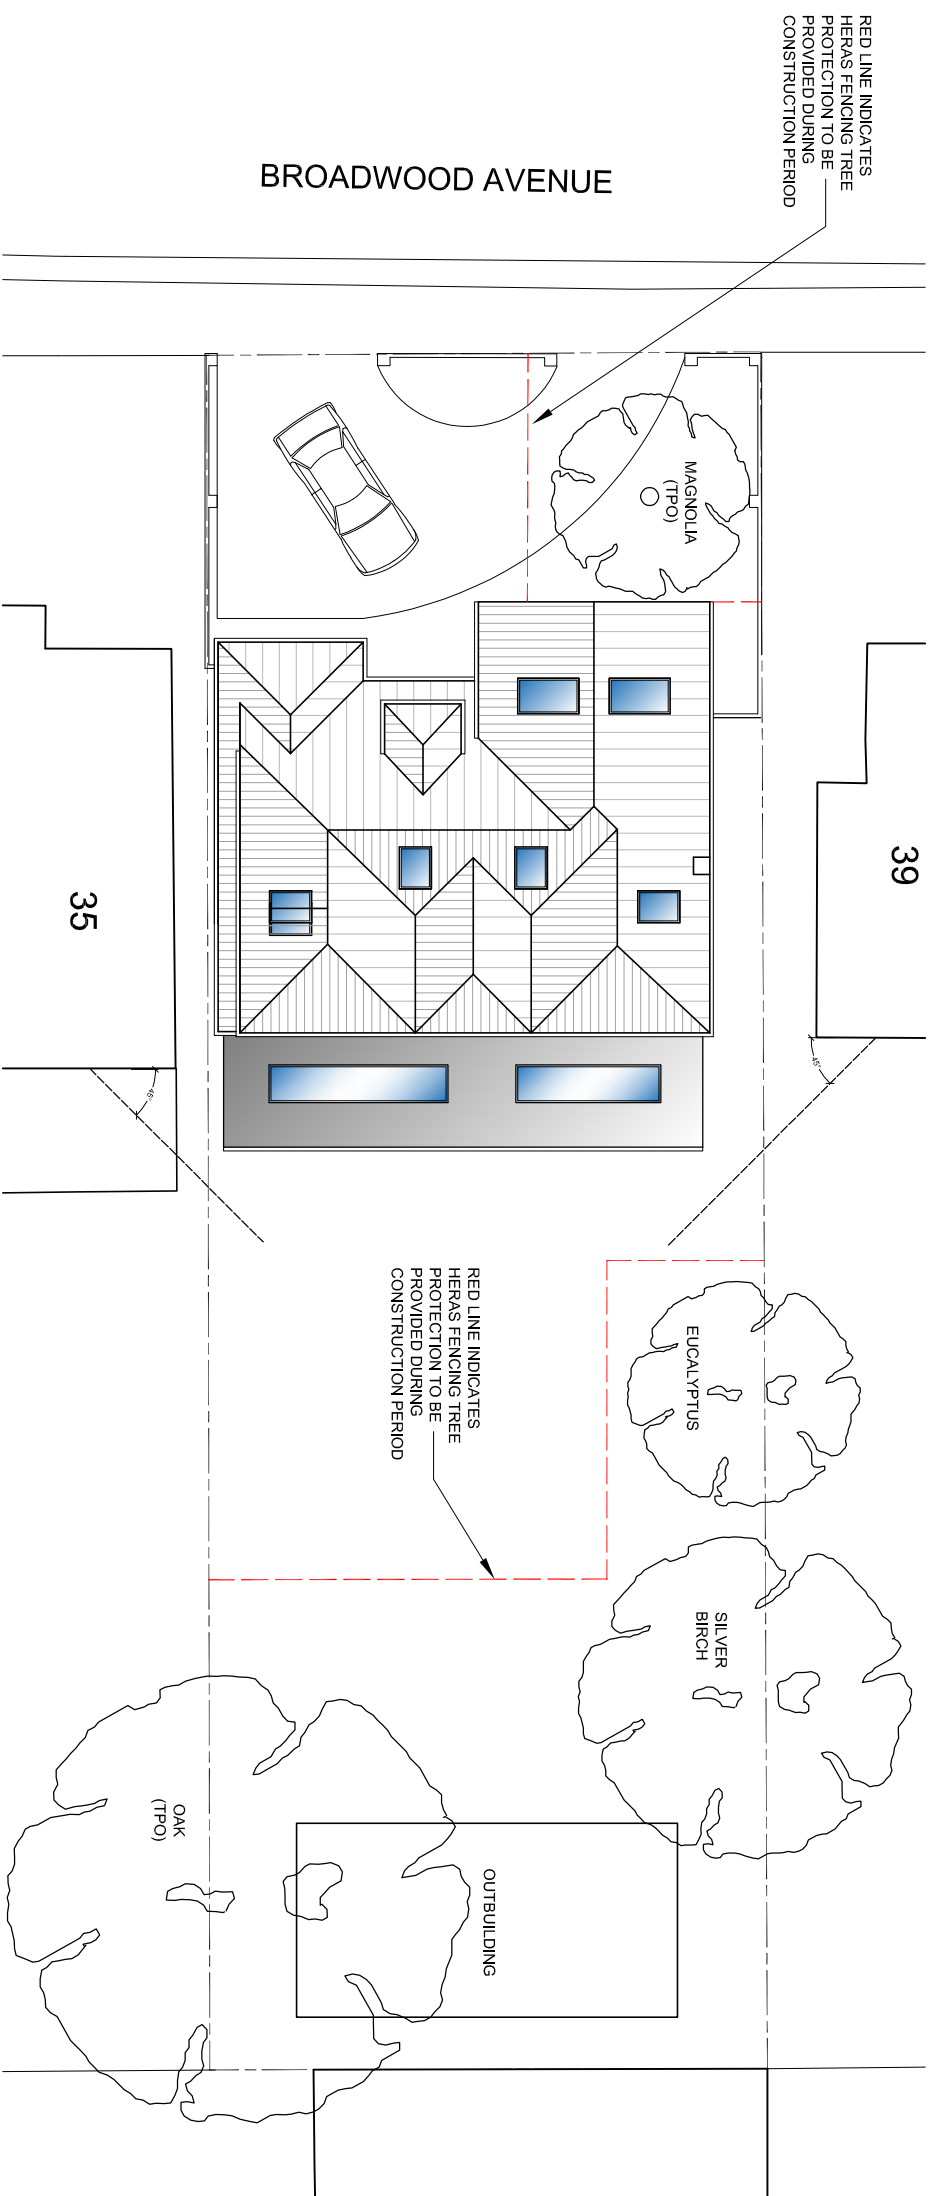 RED LINE INDICATES
HERAS FENCING TREE
PROTECTION TO BE
PROVIDED DURING
CONSTRUCTION PERIOD
BROADWOOD AVENUE
MAGNOLIA
(TPO)
39
35
45°
45°
RED LINE INDICATES
HERAS FENCING TREE
PROTECTION TO BE
PROVIDED DURING
CONSTRUCTION PERIOD
EUCALYPTUS
SILVER
BIRCH
OAK
(TPO)
OUTBUILDING